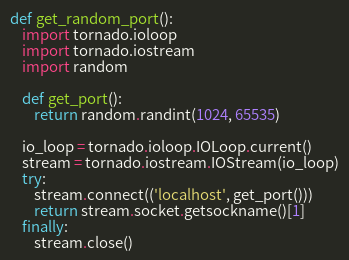 def get_random_port():
    import tornado.ioloop
    import tornado.iostream
    import random

    def get_port():
        return random.randint(1024, 65535)

    io_loop = tornado.ioloop.IOLoop.current()
    stream = tornado.iostream.IOStream(io_loop)
    try:
        stream.connect(('localhost', get_port()))
        return stream.socket.getsockname()[1]
    finally:
        stream.close()